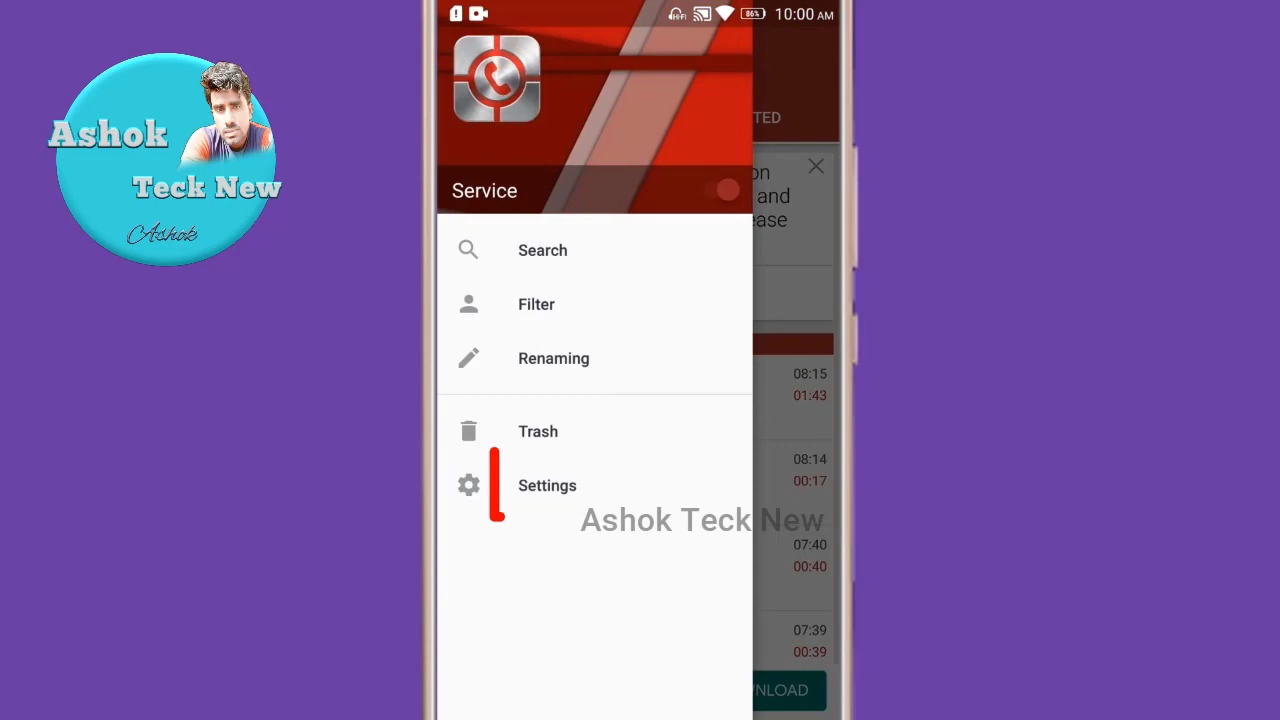 86%
10:00 AM
Ashok
Teck New
Ashok
TED
Service
on
and
ease
Search
Filter
Renaming
08:15
01:43
Trash
08:14
00:17
Settings
Ashok Teck New
07:40
00:40
07:39
00:39
NLOAD